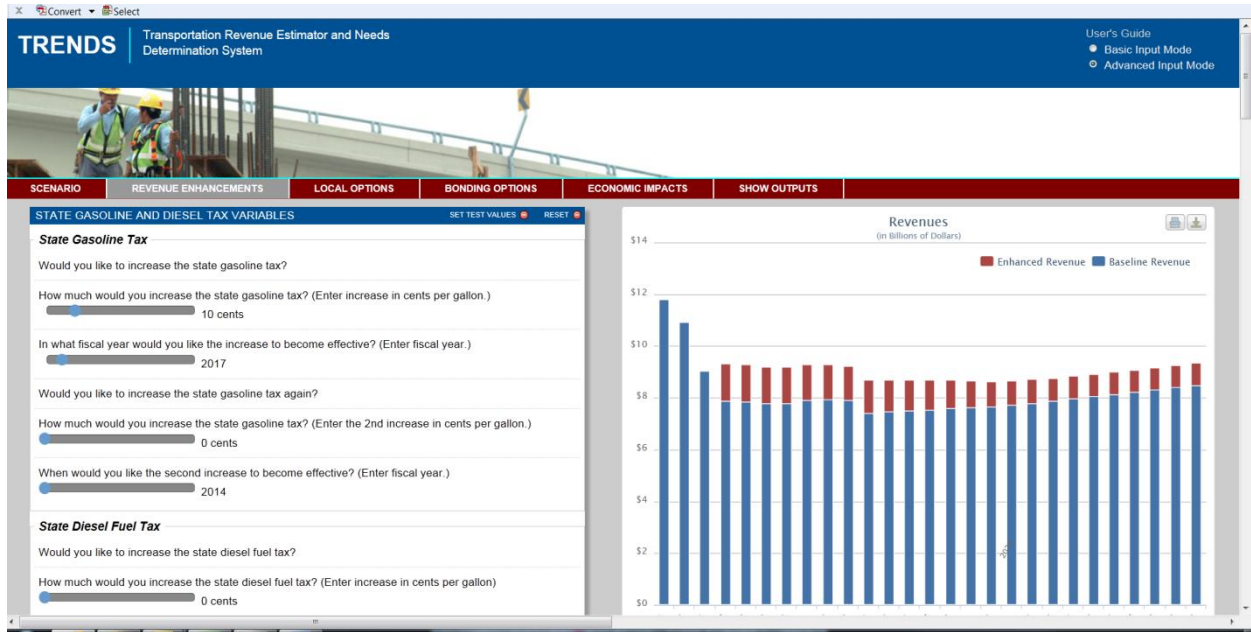 X Convert Select
TRENDS
Transportation Revenue Estimator and Needs
Determination System
User's Guide
Basic Input Mode
Advanced Input Mode
SCENARIO REVENUE ENHANCEMENTS LOCAL OPTIONS BONDING OPTIONS ECONOMIC IMPACTS SHOW OUTPUTS
STATE GASOLINE AND DIESEL TAX VARIABLES SET TEST VALUES RESET
State Gasoline Tax
Would you like to increase the state gasoline tax?
How much would you increase the state gasoline tax? (Enter increase in cents per gallon.)
10 cents
In what fiscal year would you like the increase to become effective? (Enter fiscal year.)
2017
Would you like to increase the state gasoline tax again?
How much would you increase the state gasoline tax? (Enter the 2nd increase in cents per gallon.)
0 cents
When would you like the second increase to become effective? (Enter fiscal year.)
2014
State Diesel Fuel Tax
Would you like to increase the state diesel fuel tax?
How much would you increase the state diesel fuel tax? (Enter increase in cents per gallon)
0 cents
Revenues
(in Billions of Dollars)
Enhanced Revenue Baseline Revenue
$14
$12
$10
$8
$6
$4
$2
$0